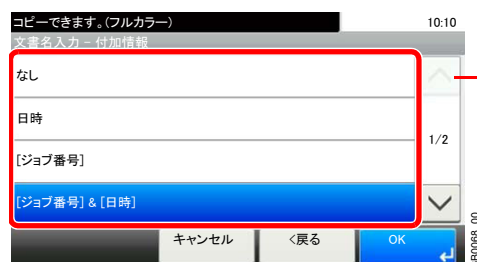 コピーできます。(フルカラー)
10:10
文書名入力 - 付加情報
なし
日時
[ジョブ番号]
[ジョブ番号] & [日時]
1/2
キャンセル
<戻る
OK